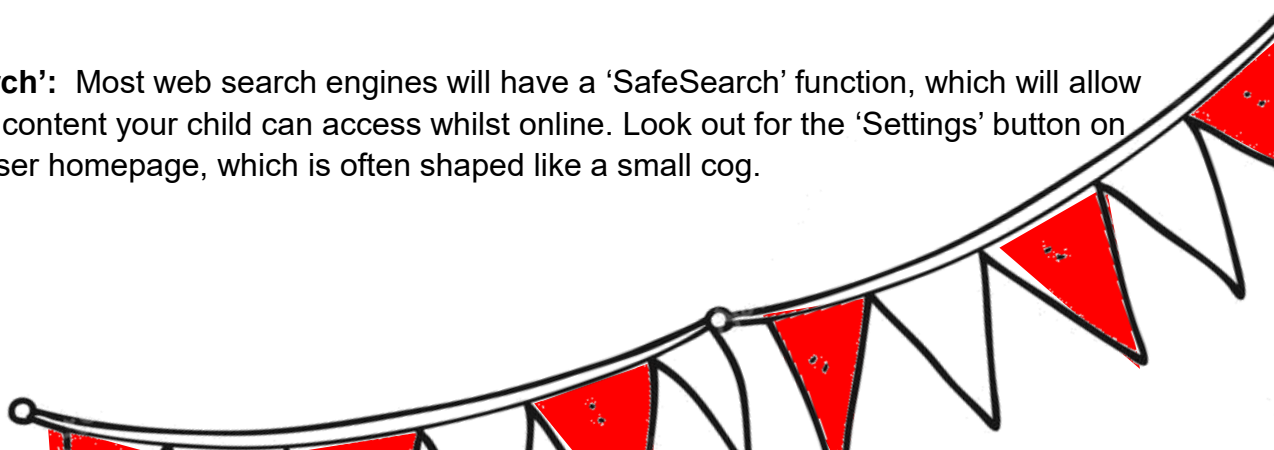 rch’: Most web search engines will have a ‘SafeSearch’ function, which will allow
content your child can access whilst online. Look out for the ‘Settings’ button on
ser homepage, which is often shaped like a small cog.